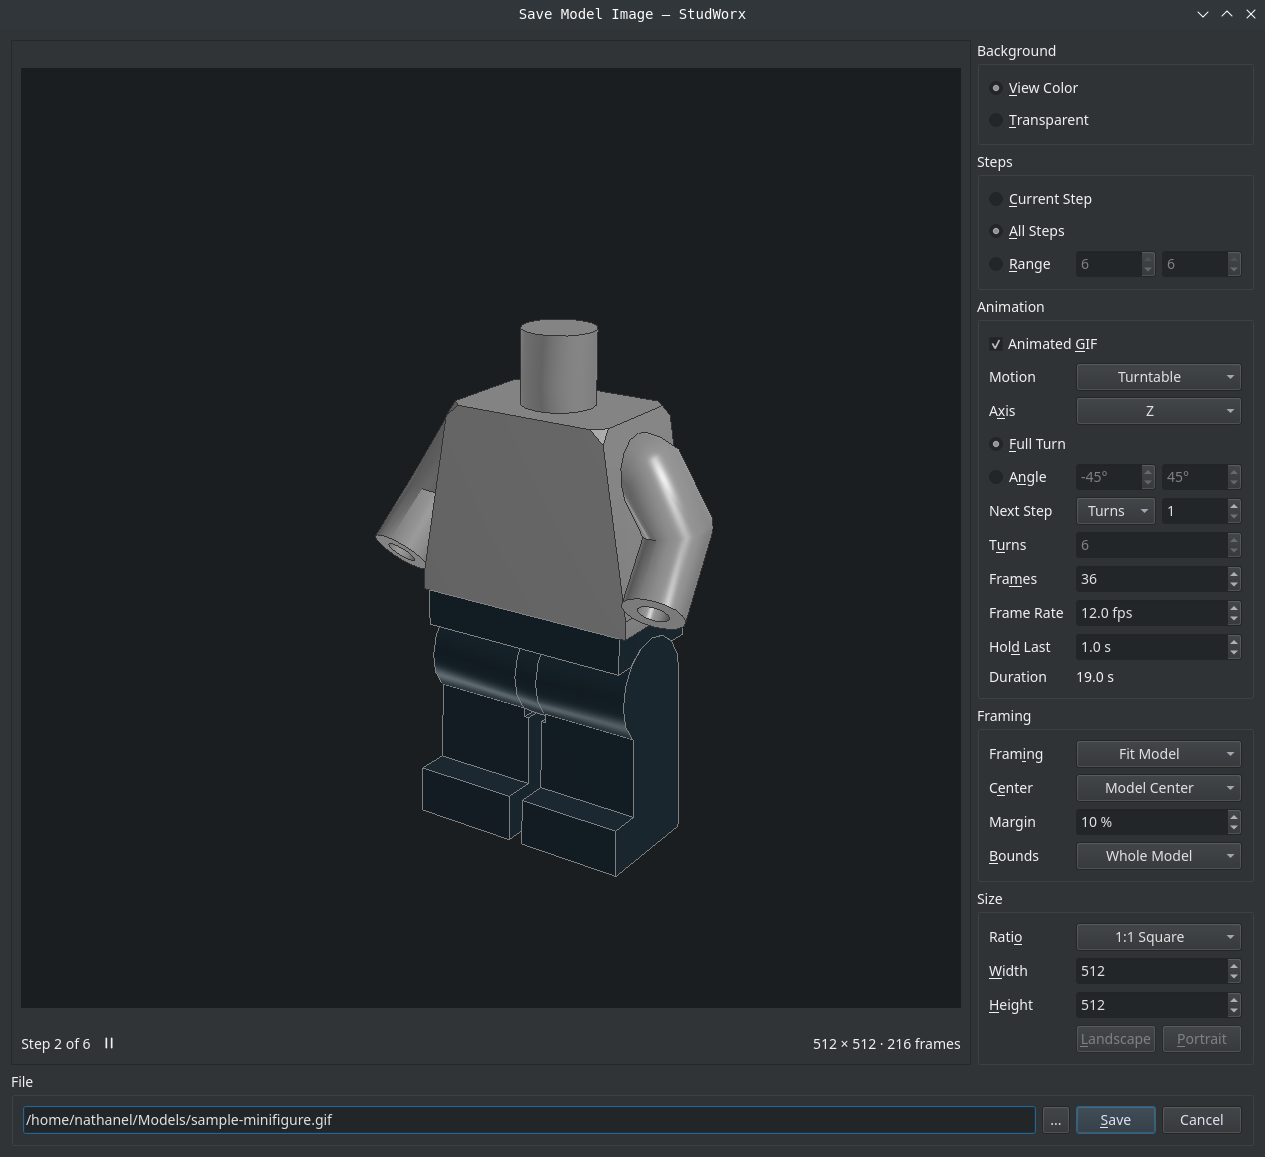 Save Model Image — StudWorx
Background
View Color
Transparent
Steps
Current Step
All Steps
Range 6 6
Animation
Animated GIF
Motion Turntable
Axis Z
Full Turn
Angle -45° 45°
Next Step Turns 1
Turns 6
Frames 36
Frame Rate 12.0 fps
Hold Last 1.0 s
Duration 19.0 s
Framing
Framing Fit Model
Center Model Center
Margin 10 %
Bounds Whole Model
Size
Ratio 1:1 Square
Width 512
Height 512
Landscape Portrait
Step 2 of 6
512 × 512 · 216 frames
File
/home/nathanel/Models/sample-minifigure.gif ... Save Cancel